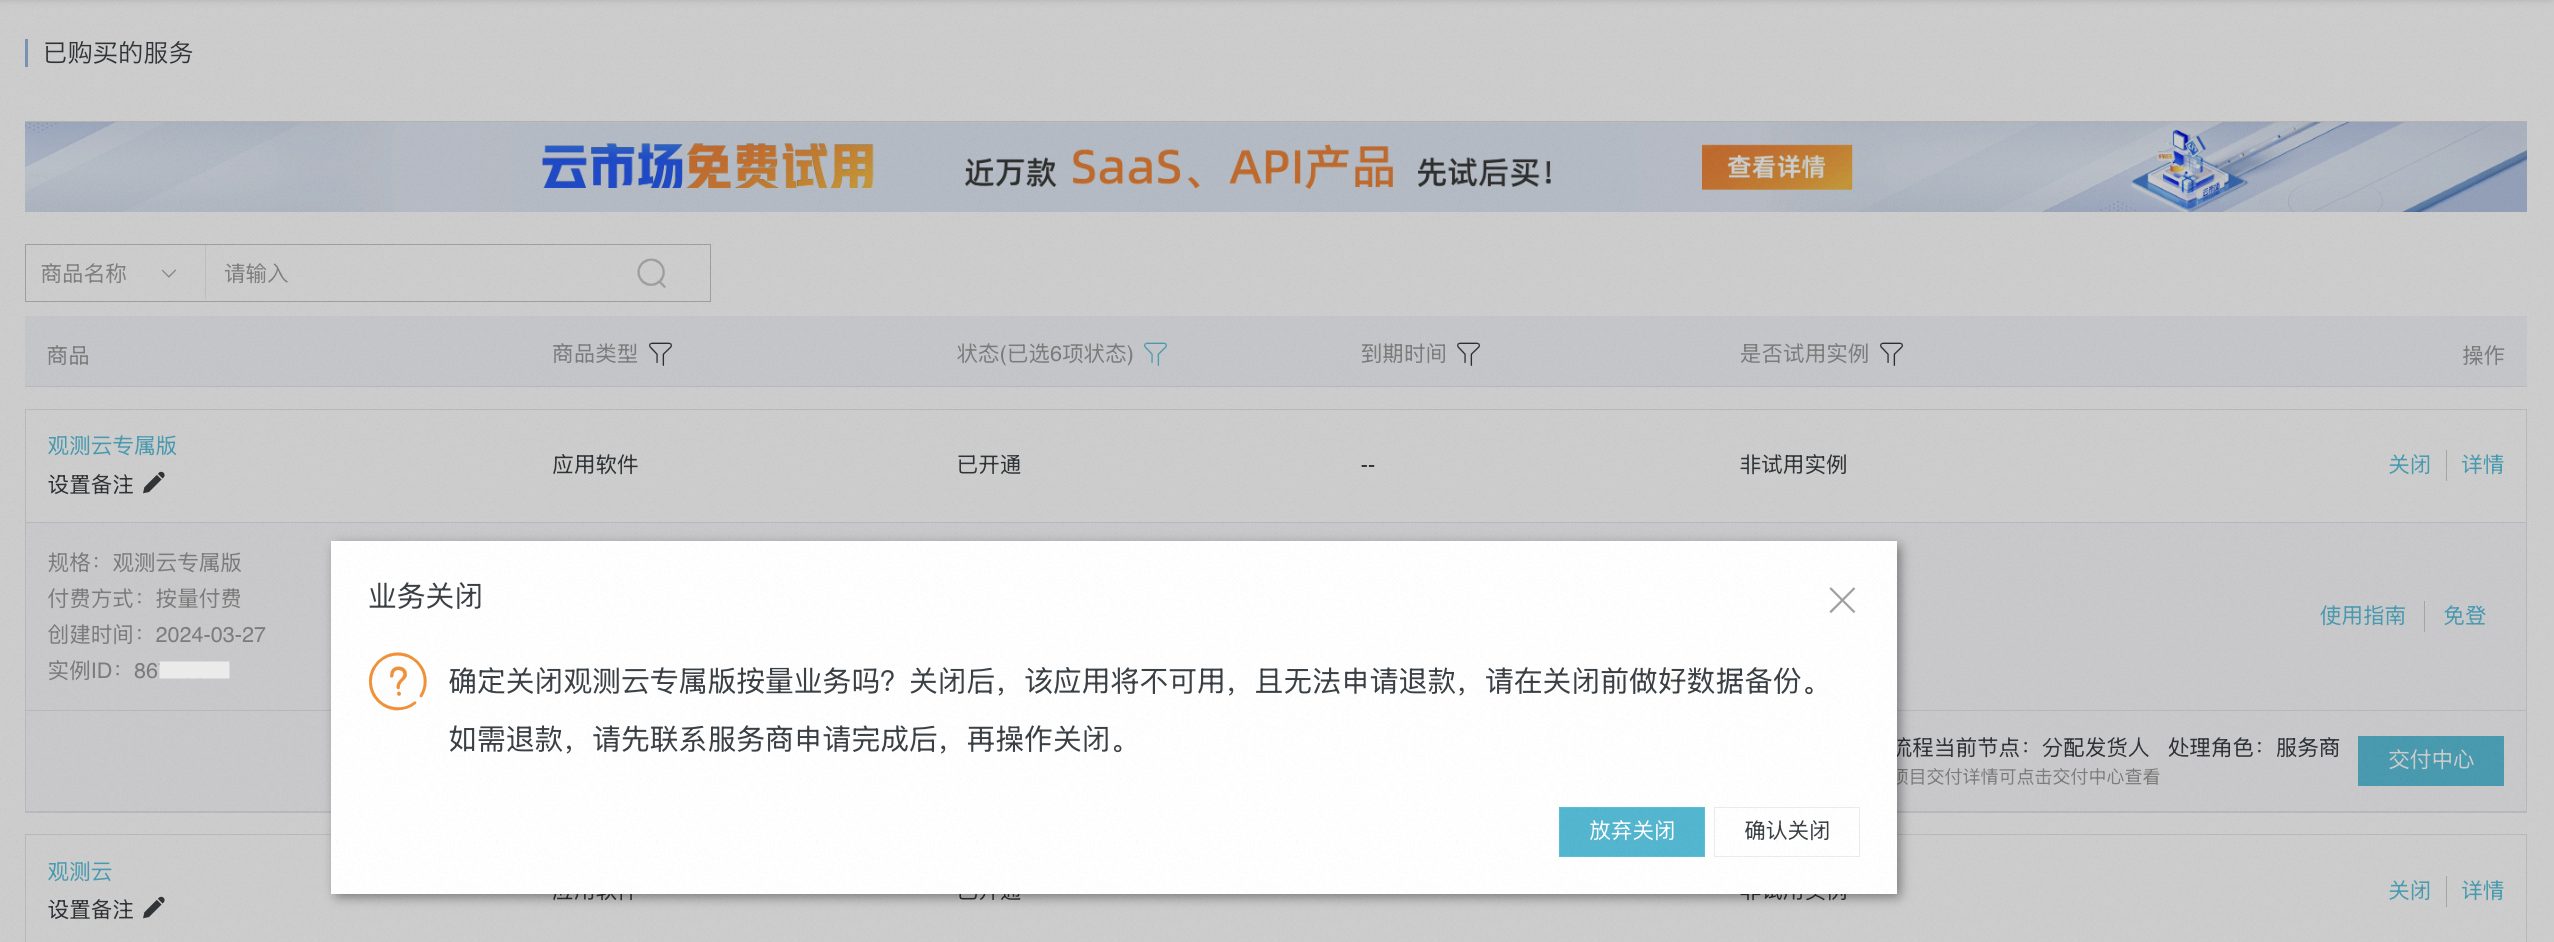 已购买的服务
云市场免费试用 近万款 SaaS、API产品 先试后买! 查看详情
商品名称 请输入
商品 商品类型 状态(已选6项状态) 到期时间 是否试用实例 操作
观测云专属版
设置备注
应用软件 已开通 -- 非试用实例 关闭 详情
规格：观测云专属版
付费方式：按量付费
创建时间：2024-03-27
实例ID：86
使用指南 免登
业务关闭
确定关闭观测云专属版按量业务吗？关闭后，该应用将不可用，且无法申请退款，请在关闭前做好数据备份。
如需退款，请先联系服务商申请完成后，再操作关闭。
放弃关闭 确认关闭
流程当前节点：分配发货人 处理角色：服务商
项目交付详情可点击交付中心查看
交付中心
观测云
设置备注
应用软件 已开通 非试用实例 关闭 详情